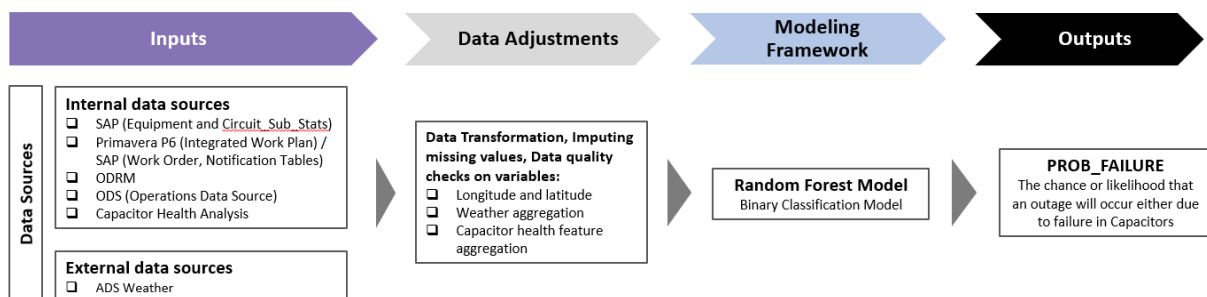 Inputs
Data Adjustments
Modeling
Framework
Outputs
Data Sources
Internal data sources
SAP (Equipment and Circuit_Sub_Stats)
Primavera P6 (Integrated Work Plan) /
SAP (Work Order, Notification Tables)
ODRM
ODS (Operations Data Source)
Capacitor Health Analysis
External data sources
ADS Weather
Data Transformation, Imputing
missing values, Data quality
checks on variables:
Longitude and latitude
Weather aggregation
Capacitor health feature
aggregation
Random Forest Model
Binary Classification Model
PROB_FAILURE
The chance or likelihood that
an outage will occur either due
to failure in Capacitors